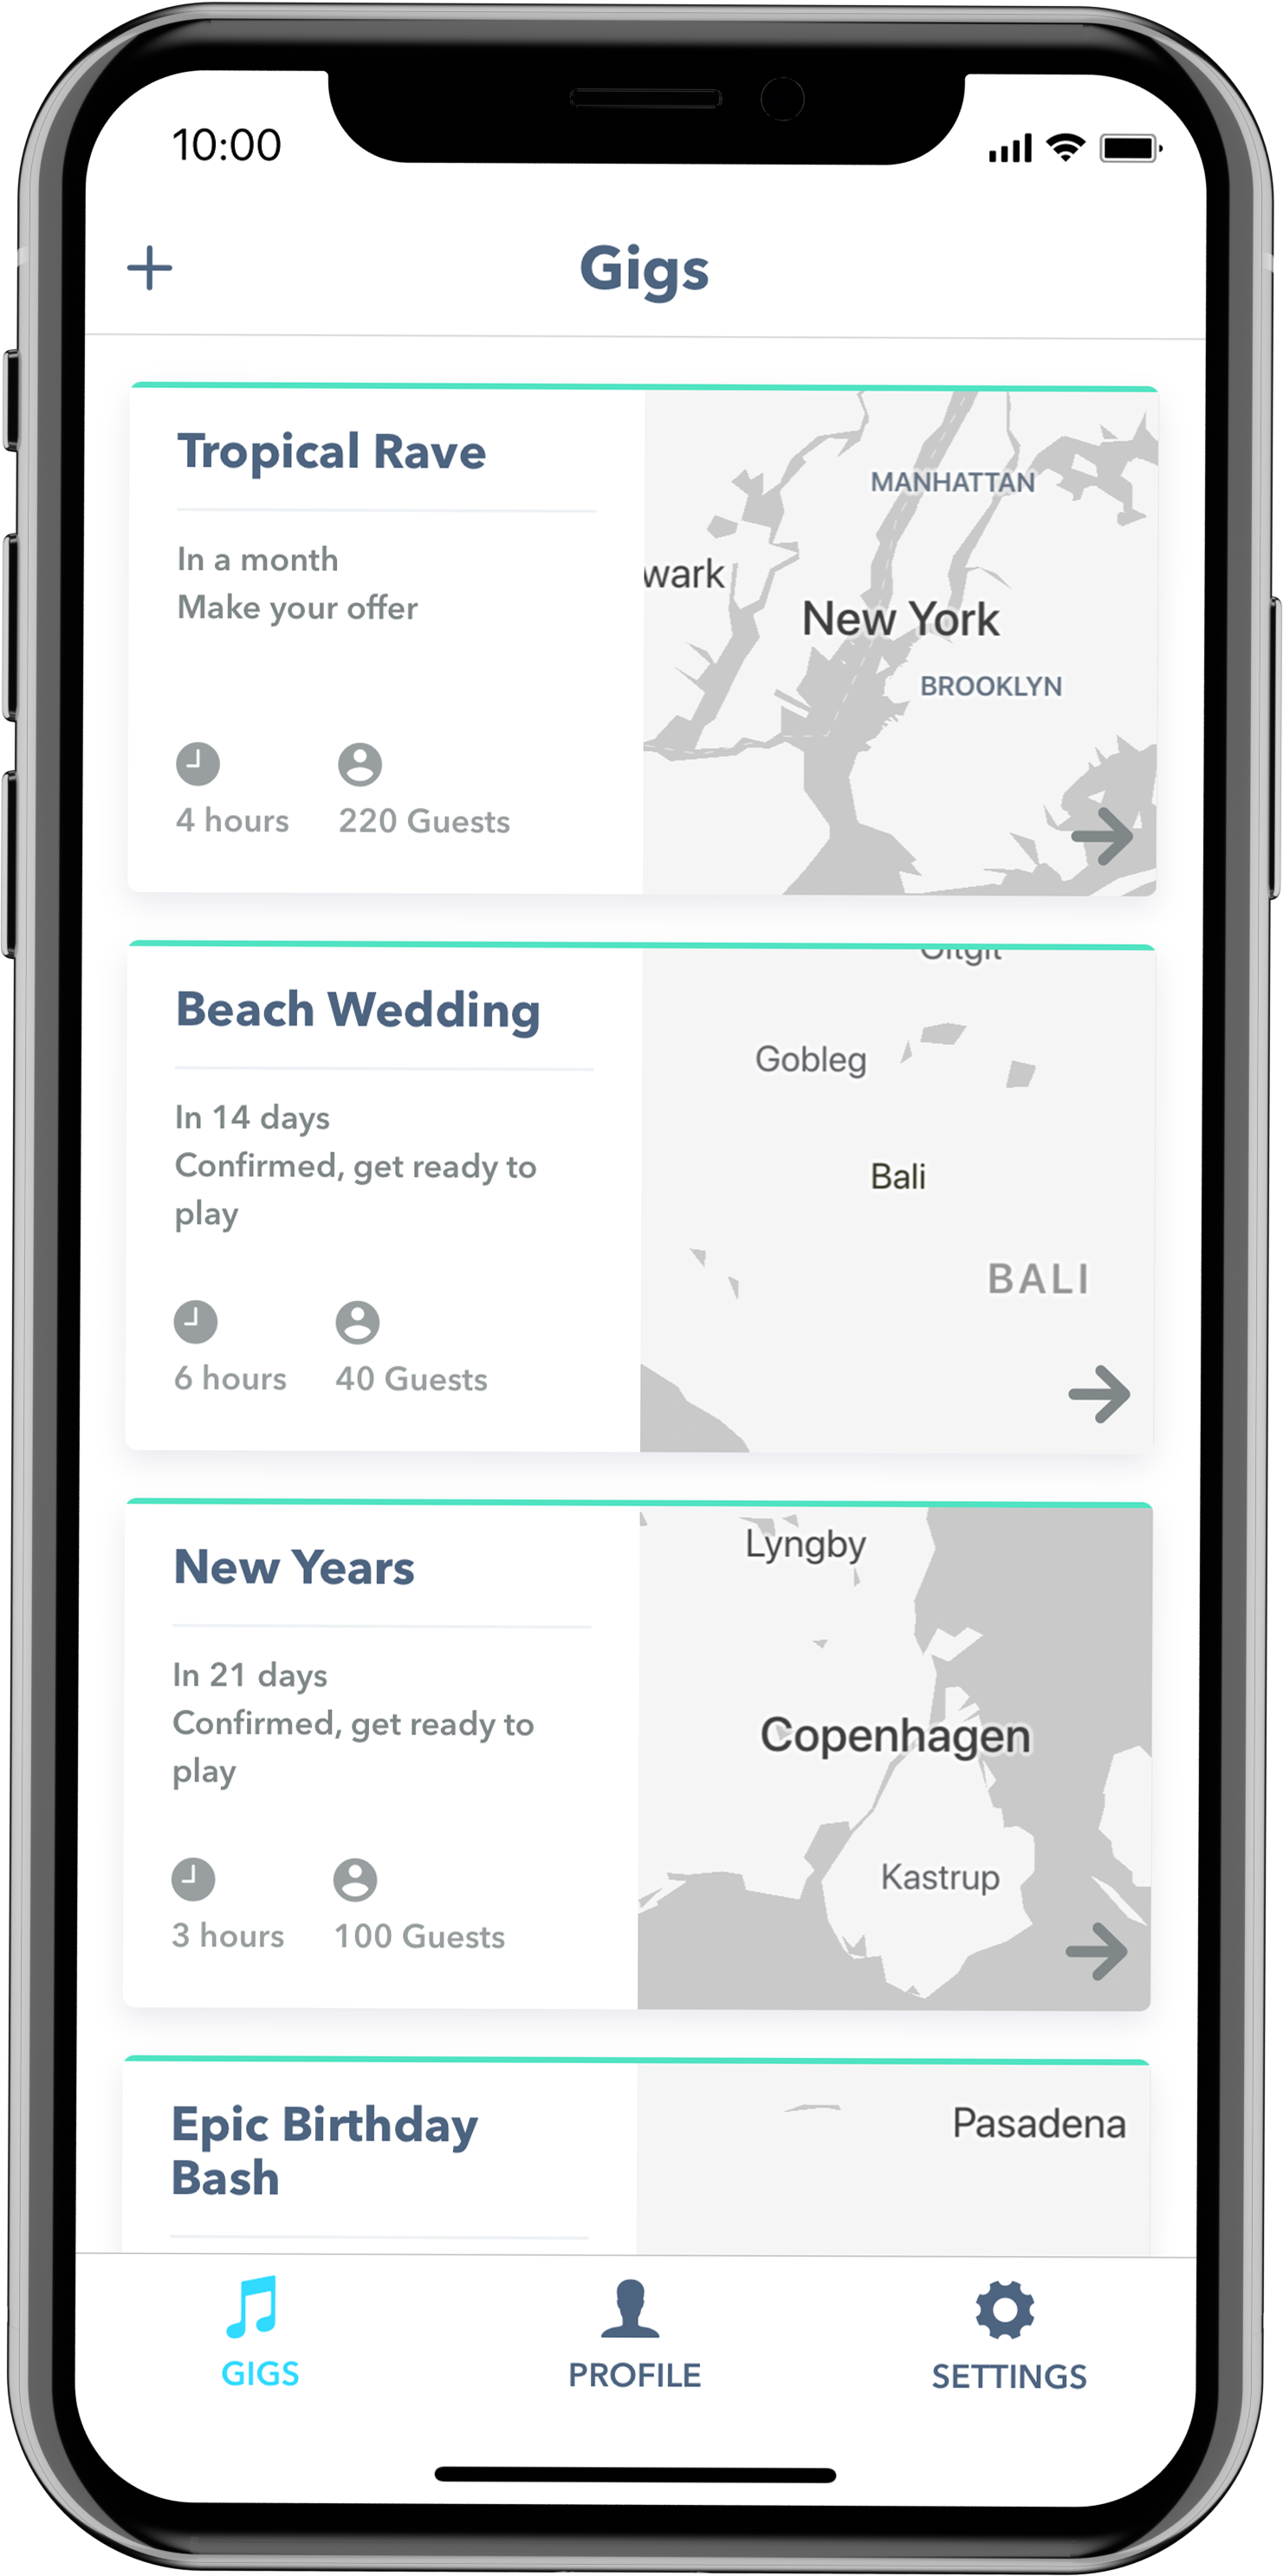 10:00
Gigs
Tropical Rave
In a month
Make your offer
4 hours
220 Guests
MANHATTAN
wark
New York
BROOKLYN
Beach Wedding
In 14 days
Confirmed, get ready to
play
6 hours
40 Guests
Gobleg
Bali
BALI
New Years
In 21 days
Confirmed, get ready to
play
3 hours
100 Guests
Lyngby
Copenhagen
Kastrup
Epic Birthday
Bash
Pasadena
GIGS
PROFILE
SETTINGS